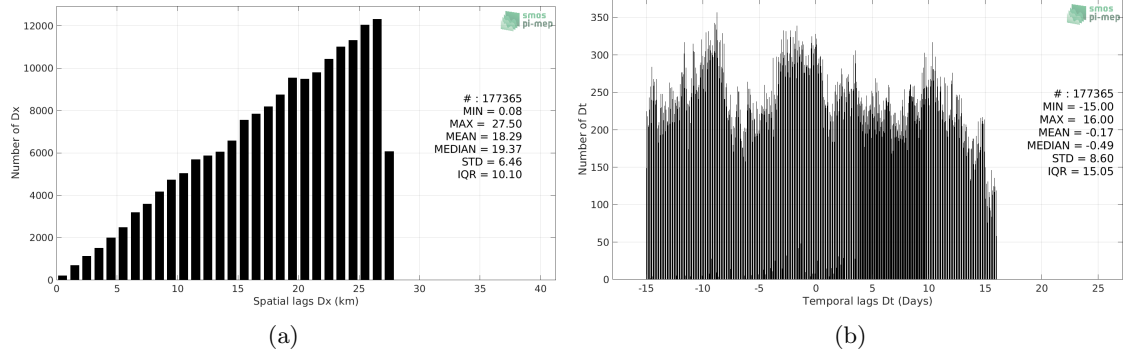 12000
10000
8000
6000
4000
2000
0
Number of Dx
0 5 10 15 20 25 30 35 40
Spatial lags Dx (km)
smos
pi-mep
# : 177365
MIN = 0.08
MAX = 27.50
MEAN = 18.29
MEDIAN = 19.37
STD = 6.46
IQR = 10.10
(a)
350
300
250
200
150
100
50
0
Number of Dt
-15 -10 -5 0 5 10 15 20 25
Temporal lags Dt (Days)
smos
pi-mep
# : 177365
MIN = -15.00
MAX = 16.00
MEAN = -0.17
MEDIAN = -0.49
STD = 8.60
IQR = 15.05
(b)